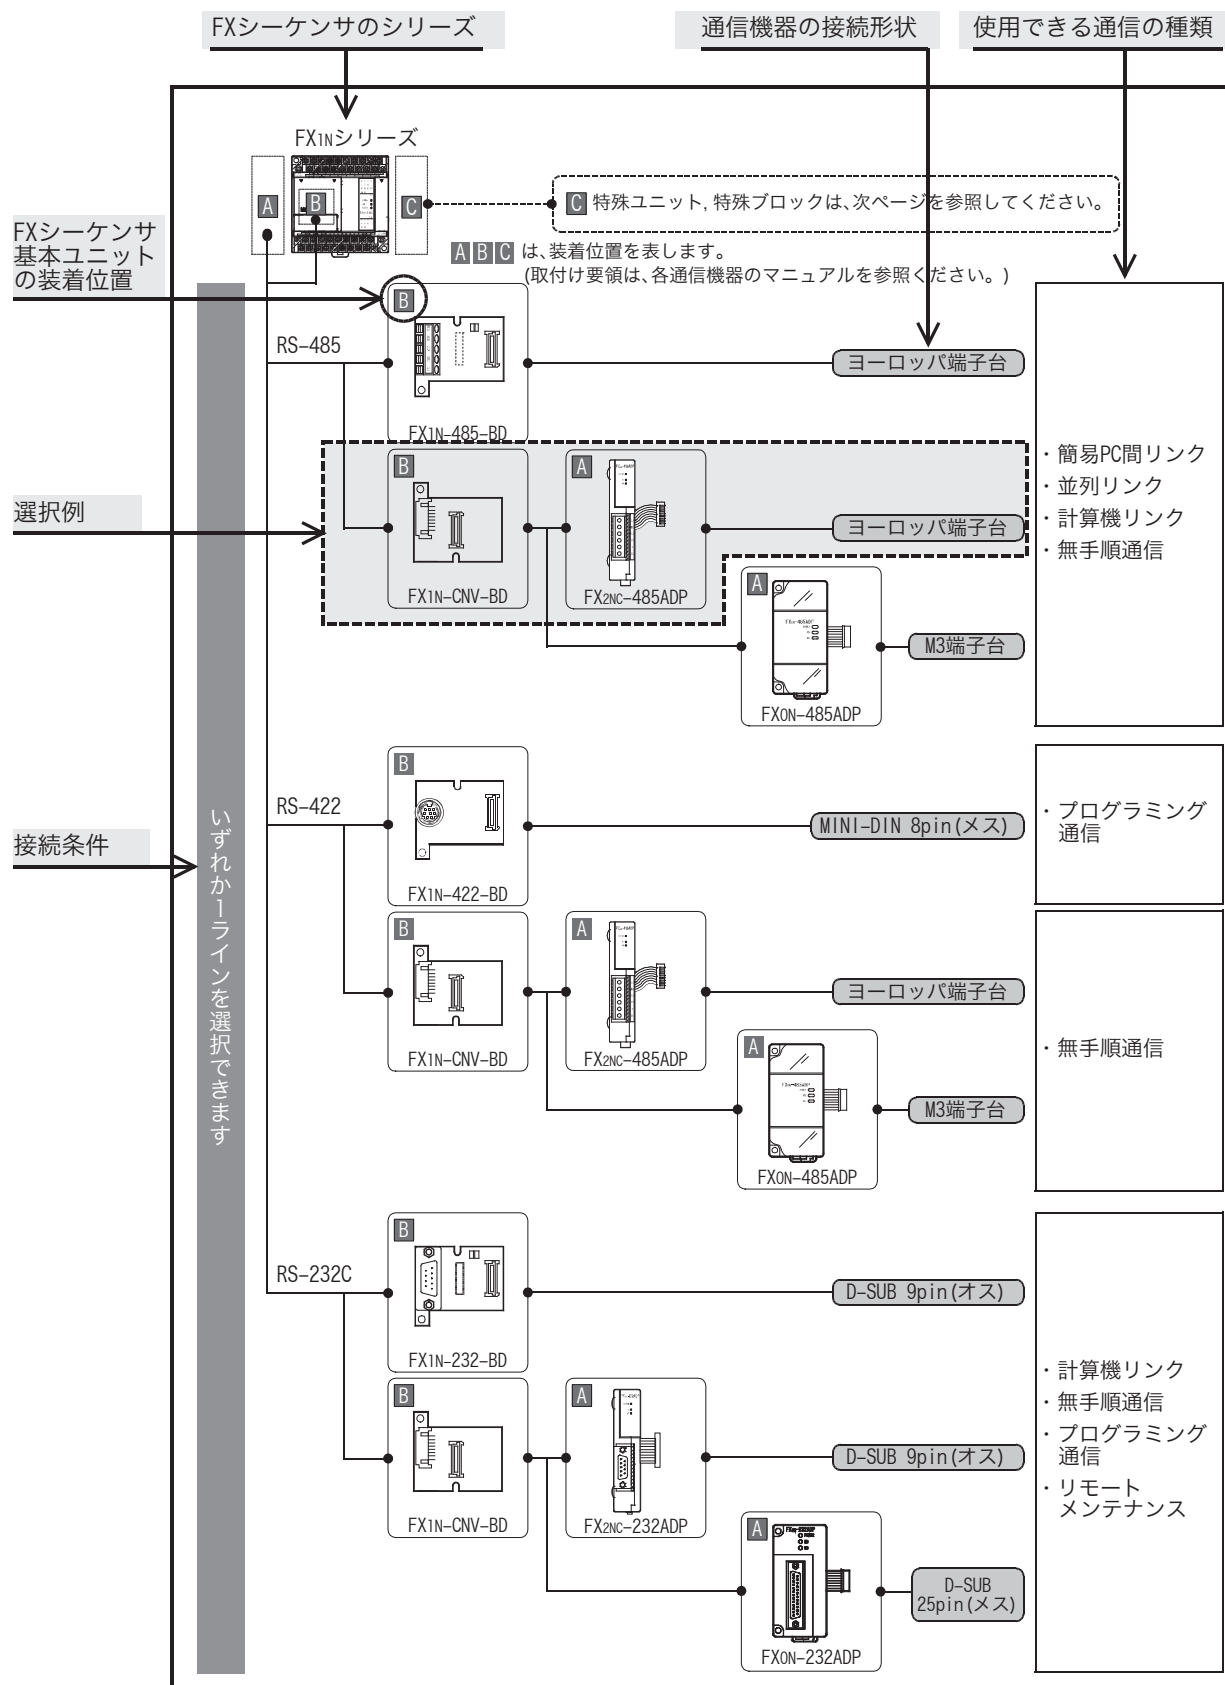 FXシーケンサのシリーズ
通信機器の接続形状
使用できる通信の種類
FX1Nシリーズ
A
B
C
C 特殊ユニット, 特殊ブロックは、次ページを参照してください。
FXシーケンサ
基本ユニット
の装着位置
A B C は、装着位置を表します。
(取付け要領は、各通信機器のマニュアルを参照ください。)
B
RS-485
ヨーロッパ端子台
FX1N-485-BD
選択例
B
A
ヨーロッパ端子台
FX1N-CNV-BD
FX2NC-485ADP
A
FX0N-485ADP
M3端子台
FX0N-485ADP
・簡易PC間リンク
・並列リンク
・計算機リンク
・無手順通信
接続条件
いずれか1ラインを選択できます
B
RS-422
MINI-DIN 8pin(メス)
FX1N-422-BD
・プログラミング
通信
B
A
ヨーロッパ端子台
FX1N-CNV-BD
FX2NC-485ADP
A
M3端子台
FX0N-485ADP
・無手順通信
B
RS-232C
D-SUB 9pin(オス)
FX1N-232-BD
B
A
D-SUB 9pin(オス)
FX1N-CNV-BD
FX2NC-232ADP
A
FX0N-232ADP
D-SUB
25pin(メス)
FX0N-232ADP
・計算機リンク
・無手順通信
・プログラミング
通信
・リモート
メンテナンス